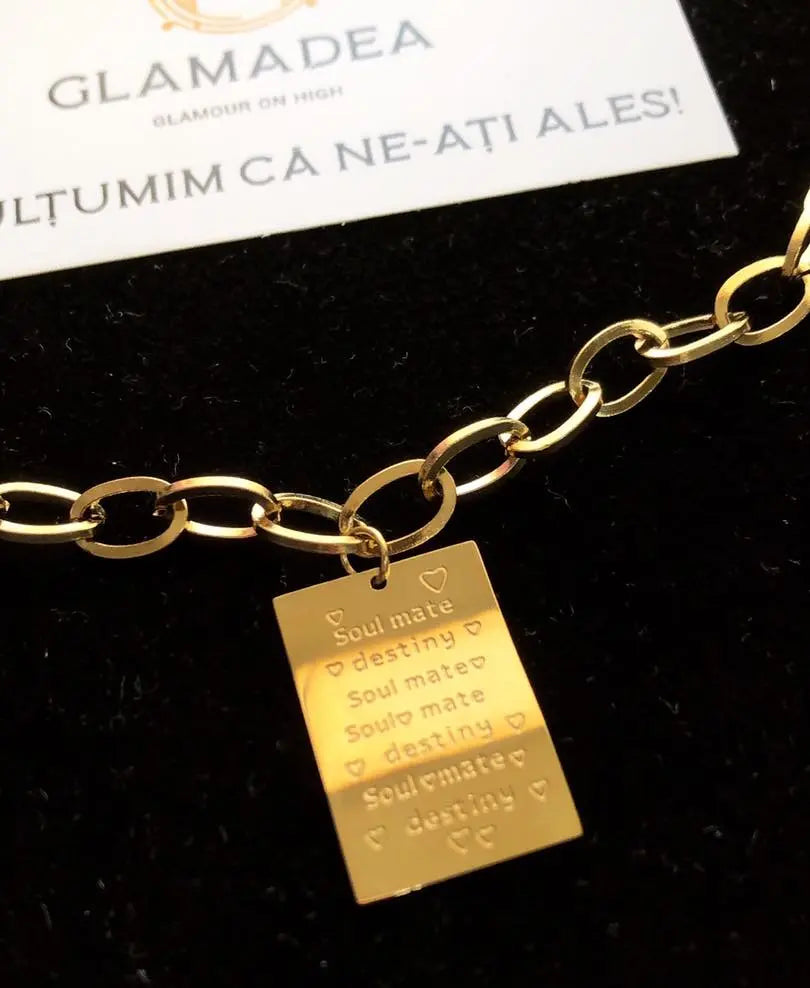 GLAMADEA
GLAMOUR ON HIGH
ULȚUMIM CĂ NE-AȚI ALES!
Soul mate
destiny
Soul mate
Soul mate
destiny
Soul mate
destiny